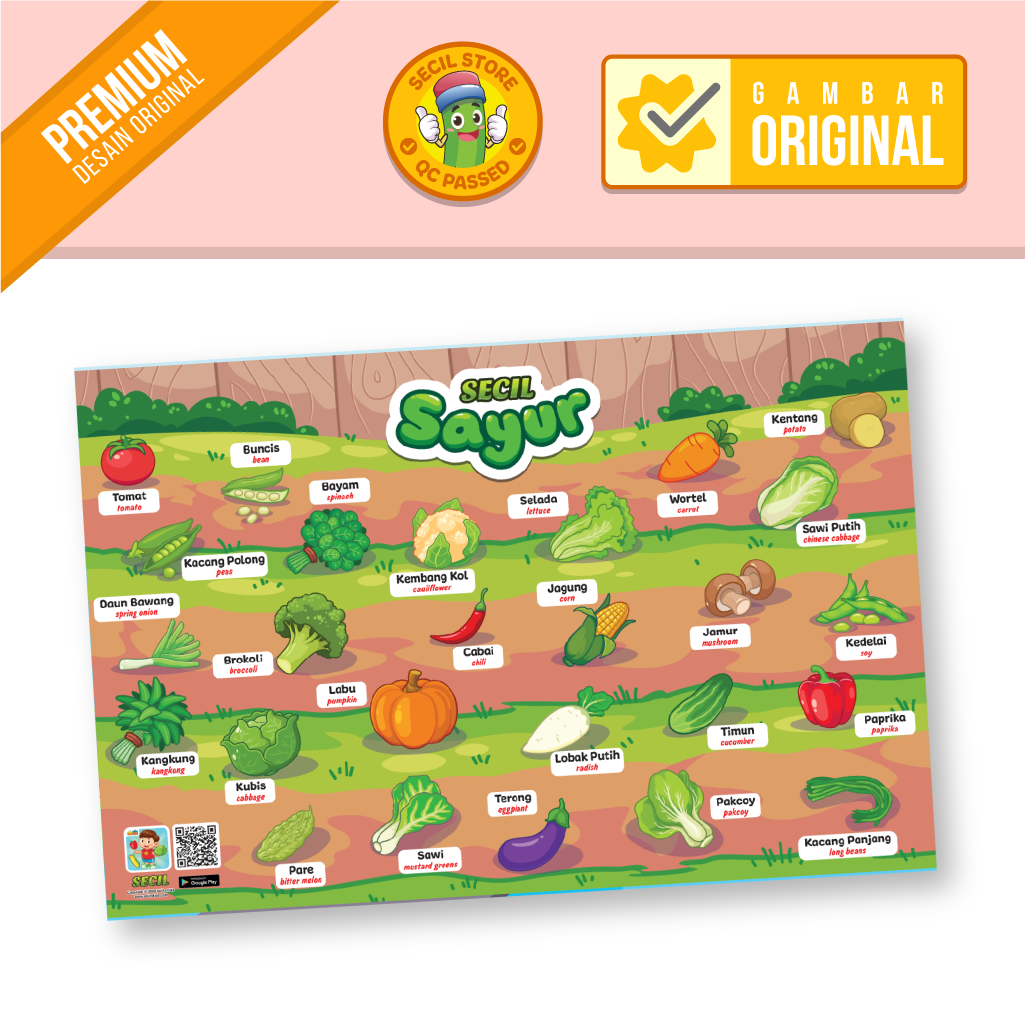 PREMIUM
DESAIN ORIGINAL
SECIL STORE
QC PASSED
GAMBAR
ORIGINAL
SECIL
Sayur
Kentang
potato
Buncis
bean
Tomat
tomato
Bayam
spinach
Selada
lettuce
Wortel
carrot
Sawi Putih
chinese cabbage
Kacang Polong
peas
Kembang Kol
cauliflower
Jagung
corn
Daun Bawang
spring onion
Brokoli
broccoli
Cabai
chili
Jamur
mushroom
Kedelai
soy
Labu
pumpkin
Kangkung
kangkung
Lobak Putih
radish
Timun
cucumber
Paprika
paprika
Kubis
cabbage
Terong
eggplant
Pakcoy
pakcoy
Pare
bitter melon
Sawi
mustard greens
Kacang Panjang
long beans
SECIL
Google Play